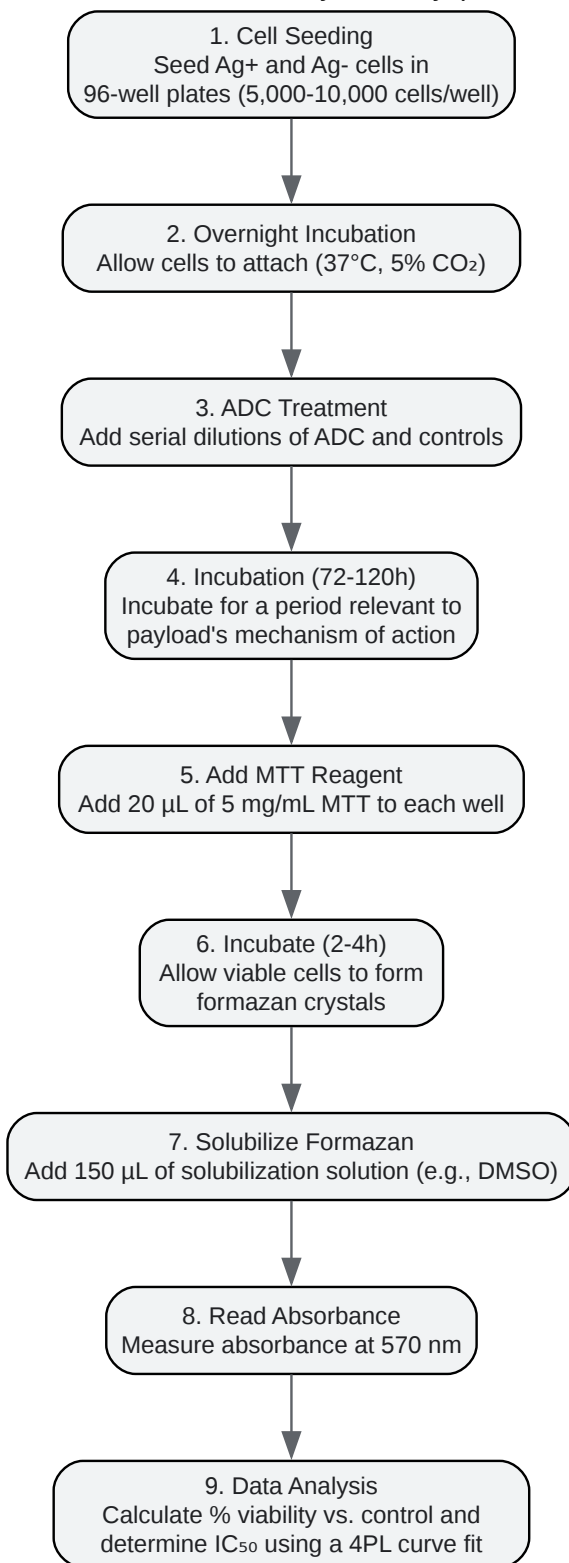 1. Cell Seeding
Seed Ag+ and Ag- cells in
96-well plates (5,000-10,000 cells/well)
2. Overnight Incubation
Allow cells to attach (37°C, 5% CO₂)
3. ADC Treatment
Add serial dilutions of ADC and controls
4. Incubation (72-120h)
Incubate for a period relevant to
payload's mechanism of action
5. Add MTT Reagent
Add 20 µL of 5 mg/mL MTT to each well
6. Incubate (2-4h)
Allow viable cells to form
formazan crystals
7. Solubilize Formazan
Add 150 µL of solubilization solution (e.g., DMSO)
8. Read Absorbance
Measure absorbance at 570 nm
9. Data Analysis
Calculate % viability vs. control and
determine IC₅₀ using a 4PL curve fit